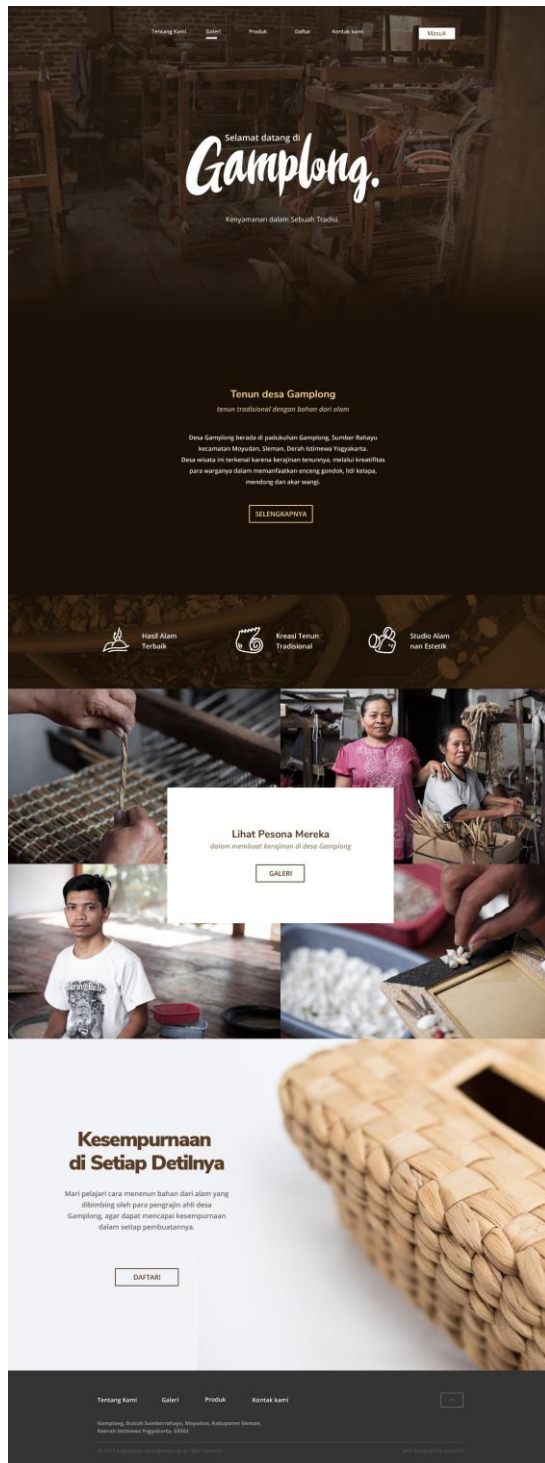 Tentang Kami Galeri Produk Daftar Kontak kami Masuk
Selamat datang di
Gamplong.
Kenyamanan dalam Sebuah Tradisi.
Tenun desa Gamplong
tenun tradisional dengan bahan dari alam
Desa Gamplong berada di padukuhan Gamplong, Sumber Rahayu
kecamatan Moyudan, Sleman, Derah Istimewa Yogyakarta.
Desa wisata ini terkenal karena kerajinan tenunnya, melalui kreatifitas
para warganya dalam memanfaatkan enceng gondok, lidi kelapa,
mendong dan akar wangi.
SELENGKAPNYA
Hasil Alam
Terbaik
Kreasi Tenun
Tradisional
Studio Alam
nan Estetik
Lihat Pesona Mereka
dalam membuat kerajinan di desa Gamplong
GALERI
Kesempurnaan
di Setiap Detilnya
Mari pelajari cara menenun bahan dari alam yang
dibimbing oleh para pengrajin ahli desa
Gamplong, agar dapat mencapai kesempurnaan
dalam setiap pembuatannya.
DAFTAR!
Tentang Kami Galeri Produk Kontak kami
Gamplong, Dukuh Sumberrahayu, Moyudan, Kabupaten Sleman,
Daerah Istimewa Yogyakarta. 55563